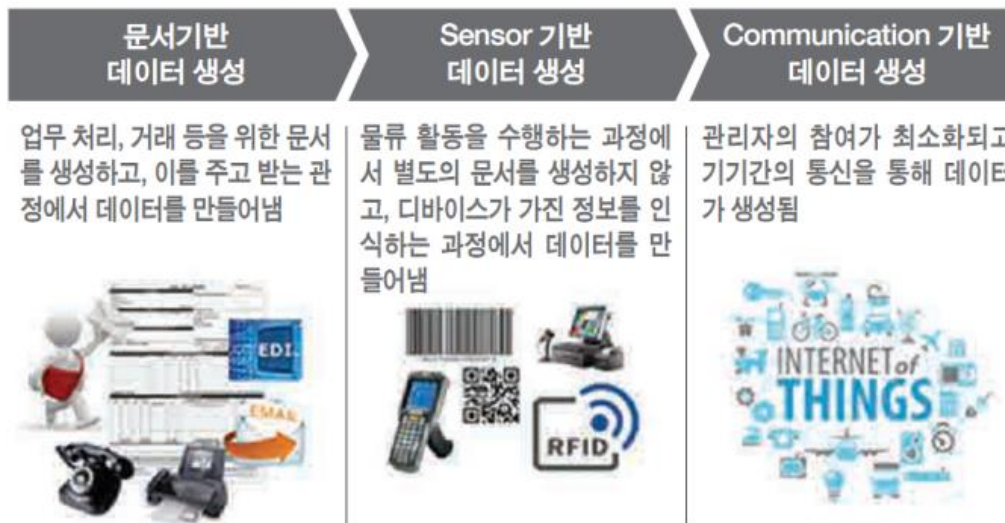 문서기반
데이터 생성
Sensor 기반
데이터 생성
Communication 기반
데이터 생성
업무 처리, 거래 등을 위한 문서
를 생성하고, 이를 주고 받는 관
정에서 데이터를 만들어냄
물류 활동을 수행하는 과정에
서 별도의 문서를 생성하지 않
고, 디바이스가 가진 정보를 인
식하는 과정에서 데이터를 만
들어냄
관리자의 참여가 최소화되고
기기간의 통신을 통해 데이터
가 생성됨
EDI
EMAIL
RFID
INTERNET of
THINGS